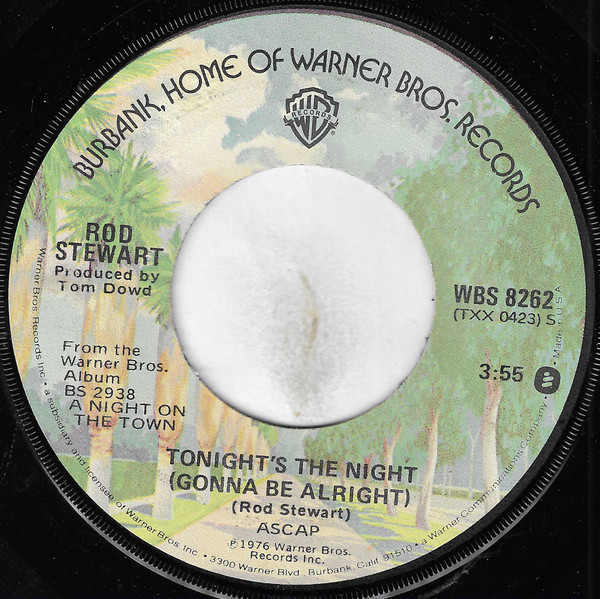 BURBANK, HOME OF WARNER BROS. RECORDS
WB
RECORDS
ROD
STEWART
Produced by
Tom Dowd
From the
Warner Bros.
Album
BS 2938
A NIGHT ON
THE TOWN
WBS 8262
(TXX 0423) S
3:55
TONIGHT'S THE NIGHT
(GONNA BE ALRIGHT)
(Rod Stewart)
ASCAP
℗ 1976 Warner Bros.
Records Inc.
Warner Bros. Records Inc. • a subsidiary and licensee of Warner Bros. Inc. • 3300 Warner Blvd., Burbank, Calif. 91510 • a Warner Communications Company • Made in U.S.A.